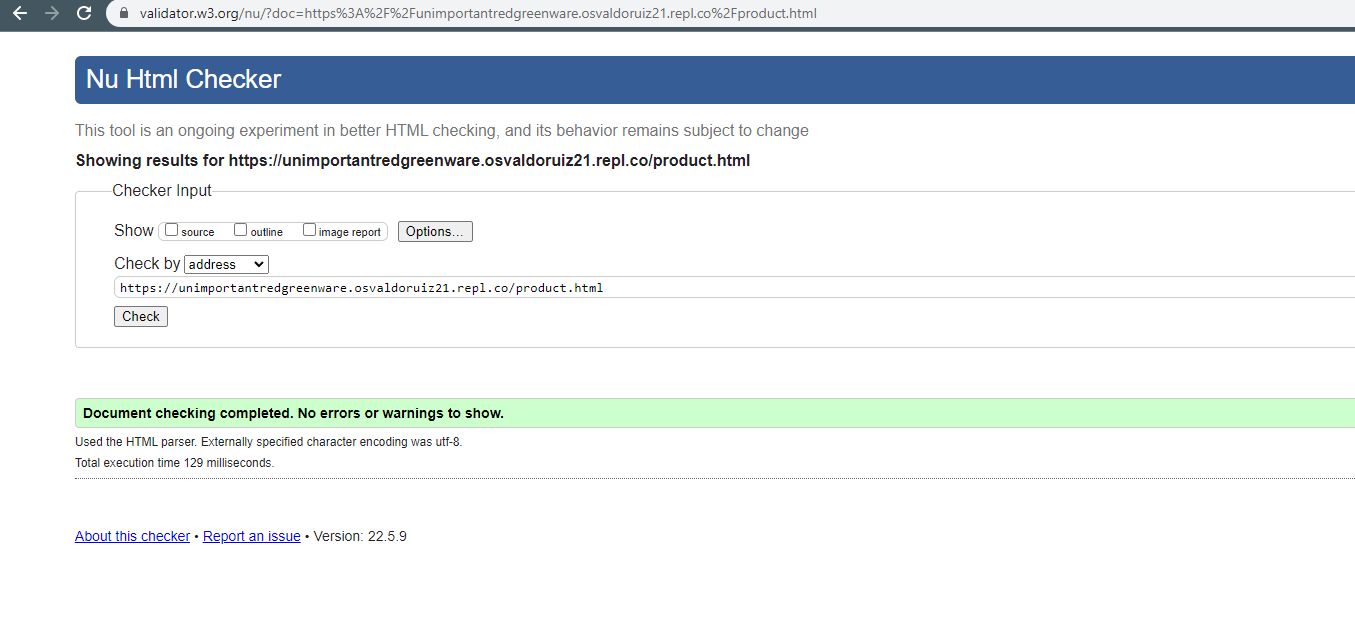 validator.w3.org/nu/?doc=https%3A%2F%2Funimportantredgreenware.osvaldoruiz21.repl.co%2Fproduct.html
Nu Html Checker
This tool is an ongoing experiment in better HTML checking, and its behavior remains subject to change
Showing results for https://unimportantredgreenware.osvaldoruiz21.repl.co/product.html
Checker Input
Show source outline image report Options...
Check by address
https://unimportantredgreenware.osvaldoruiz21.repl.co/product.html
Check
Document checking completed. No errors or warnings to show.
Used the HTML parser. Externally specified character encoding was utf-8.
Total execution time 129 milliseconds.
About this checker • Report an issue • Version: 22.5.9